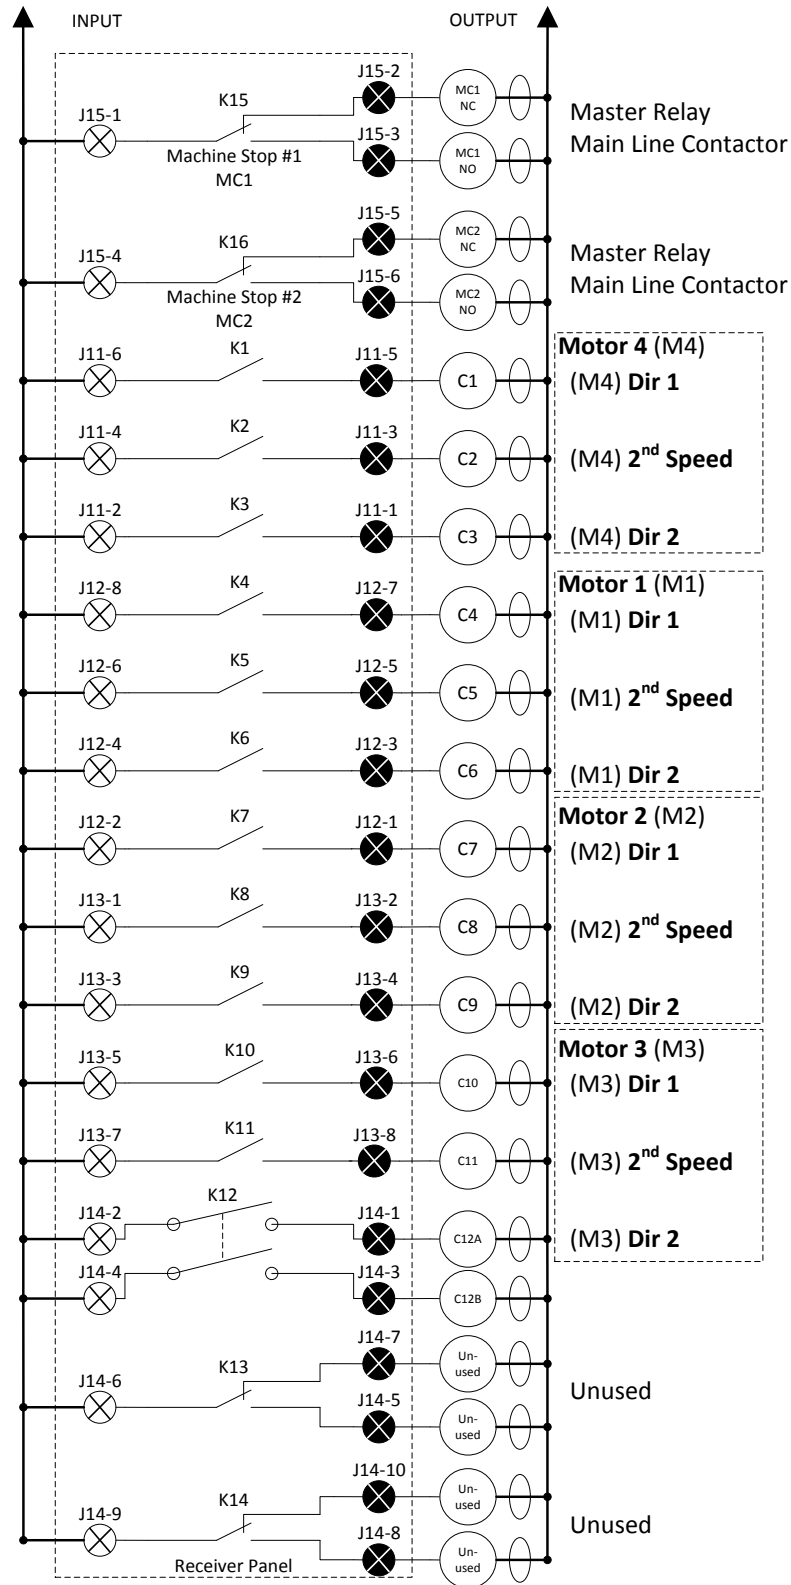 INPUT OUTPUT
J15-2
K15
MC1
NC
J15-1
Master Relay
J15-3
Main Line Contactor
Machine Stop #1
MC1
NO
MC1
J15-5
K16
MC2
NC
J15-4
Master Relay
J15-6
Main Line Contactor
Machine Stop #2
MC2
NO
MC2
Motor 4 (M4)
J11-6 K1 J11-5
C1 (M4) Dir 1
J11-4 K2 J11-3
C2 (M4) 2nd Speed
J11-2 K3 J11-1
C3 (M4) Dir 2
Motor 1 (M1)
J12-8 K4 J12-7
C4 (M1) Dir 1
J12-6 K5 J12-5
C5 (M1) 2nd Speed
J12-4 K6 J12-3
C6 (M1) Dir 2
Motor 2 (M2)
J12-2 K7 J12-1
C7 (M2) Dir 1
J13-1 K8 J13-2
C8 (M2) 2nd Speed
J13-3 K9 J13-4
C9 (M2) Dir 2
Motor 3 (M3)
J13-5 K10 J13-6
C10 (M3) Dir 1
J13-7 K11 J13-8
C11 (M3) 2nd Speed
K12
J14-2 J14-1
C12A (M3) Dir 2
J14-4 J14-3
C12B
J14-7
K13
Un-
used
J14-6
Unused
J14-5
Un-
used
J14-10
K14
Un-
used
J14-9
Unused
J14-8
Un-
used
Receiver Panel